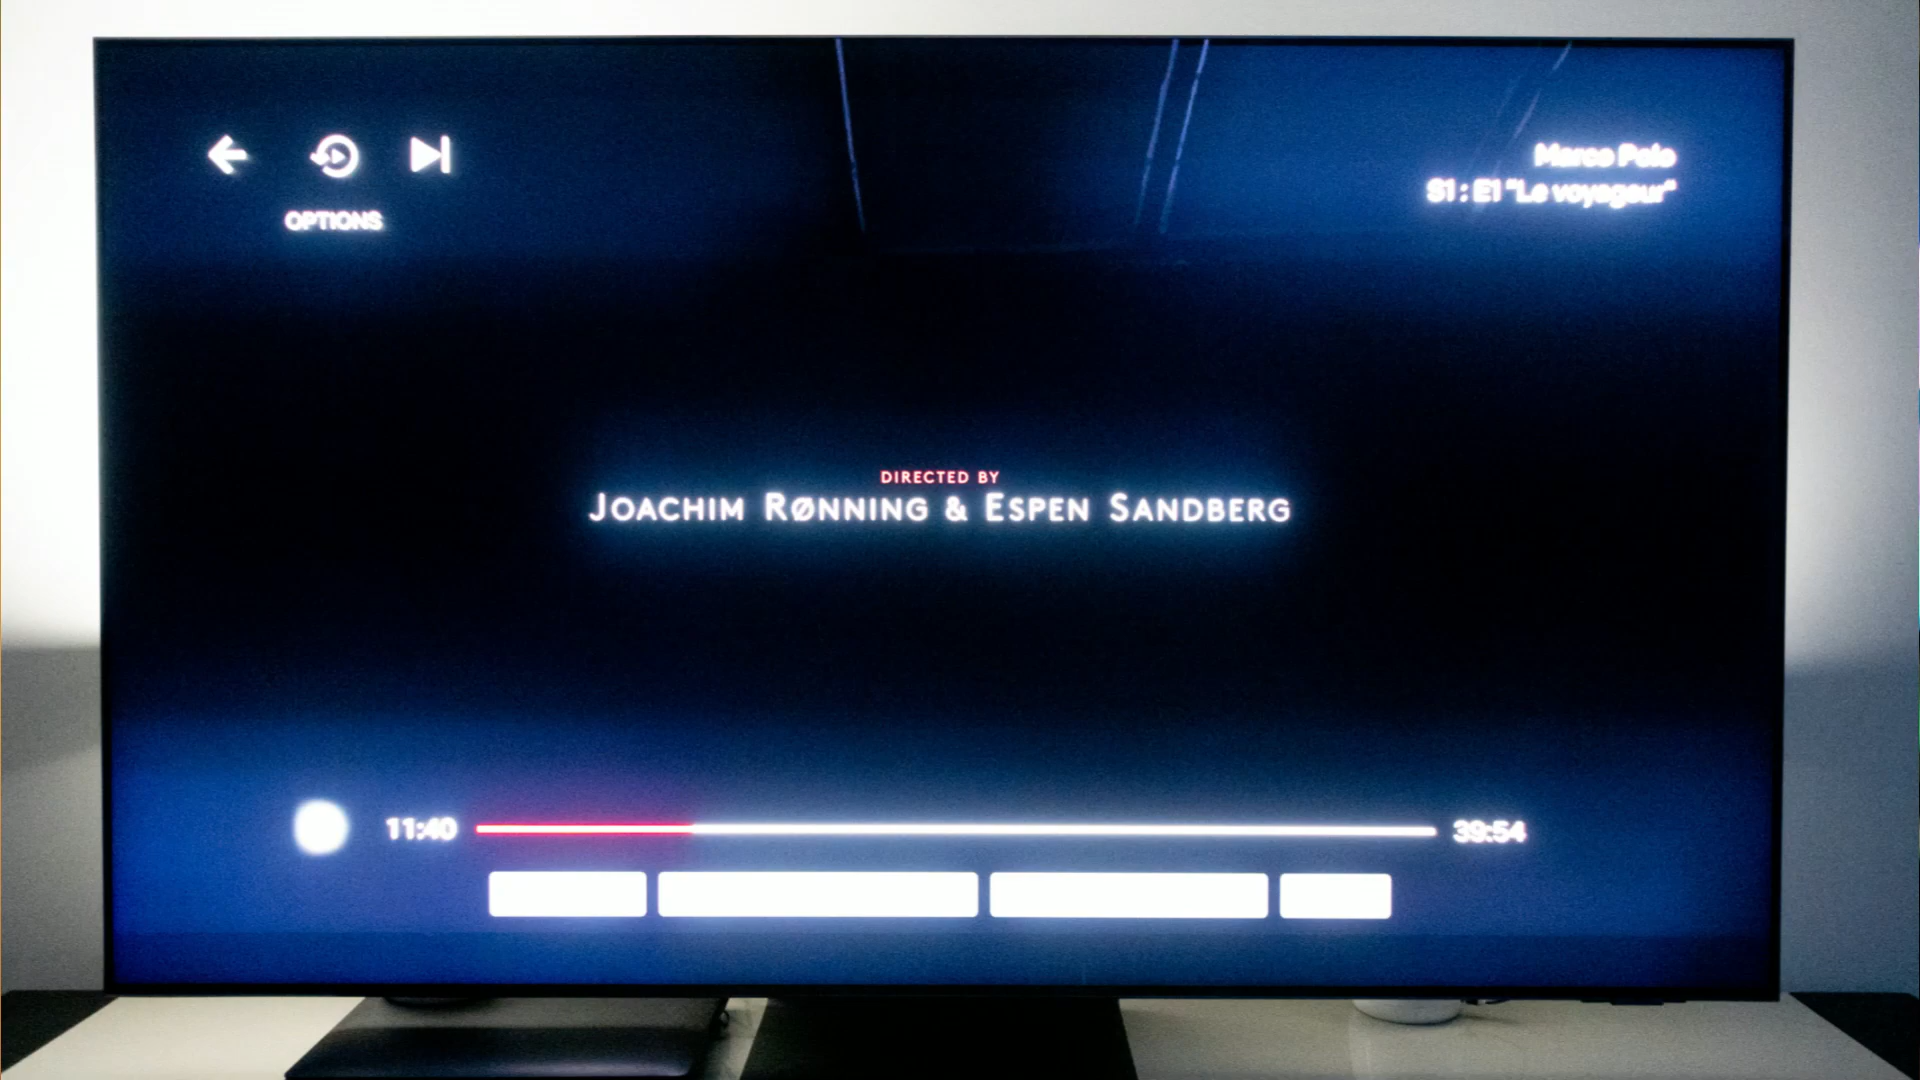 OPTIONS
Marco Polo
S1 : E1 "Le voyageur"
DIRECTED BY
JOACHIM RØNNING & ESPEN SANDBERG
11:40
39:54